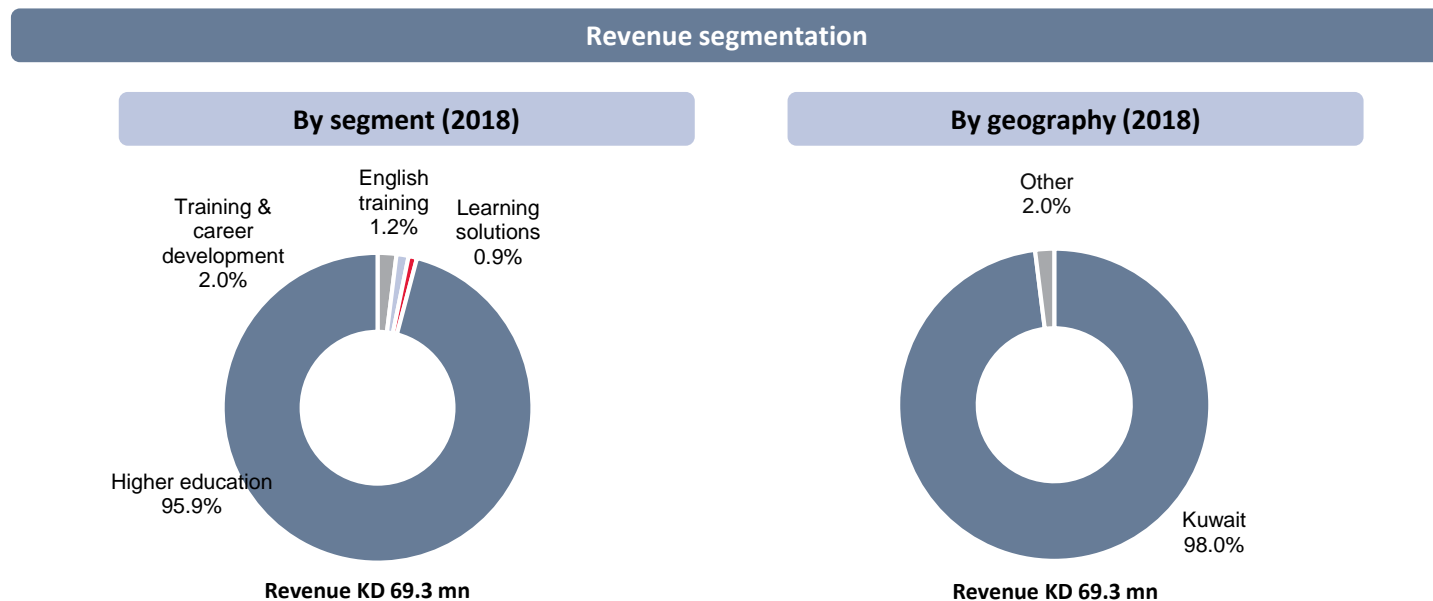 Revenue segmentation
By segment (2018)
Training &
career
development
2.0%
English
training
1.2%
Learning
solutions
0.9%
Higher education
95.9%
Revenue KD 69.3 mn
By geography (2018)
Other
2.0%
Kuwait
98.0%
Revenue KD 69.3 mn